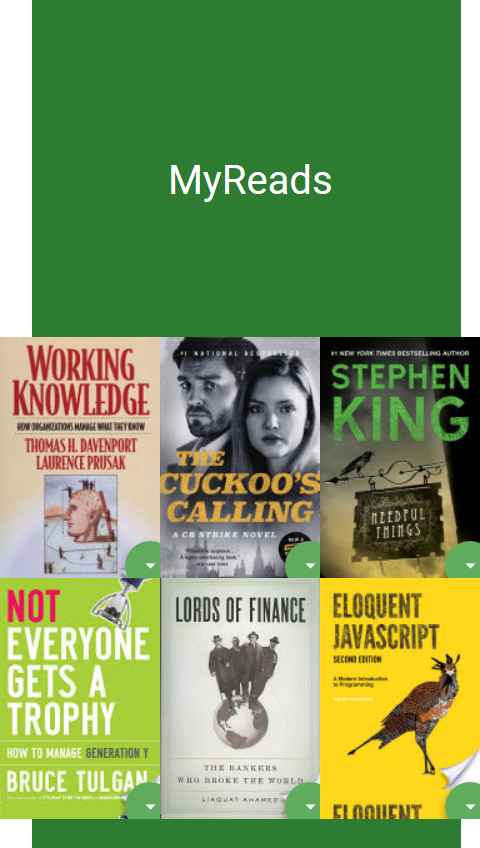 MyReads
WORKING
KNOWLEDGE
HOW ORGANIZATIONS MANAGE WHAT THEY KNOW
THOMAS H. DAVENPORT
LAURENCE PRUSAK
#1 NATIONAL BESTSELLER
THE
CUCKOO'S
CALLING
A CB STRIKE NOVEL
#1 NEW YORK TIMES BESTSELLING AUTHOR
STEPHEN
KING
NEEDFUL
THINGS
NOT
EVERYONE
GETS A
TROPHY
HOW TO MANAGE GENERATION Y
BRUCE TULGAN
LORDS OF FINANCE
THE BANKERS
WHO BROKE THE WORLD
LIAQUAT AHAMED
ELOQUENT
JAVASCRIPT
SECOND EDITION
A Modern Introduction
to Programming
ELOQUENT